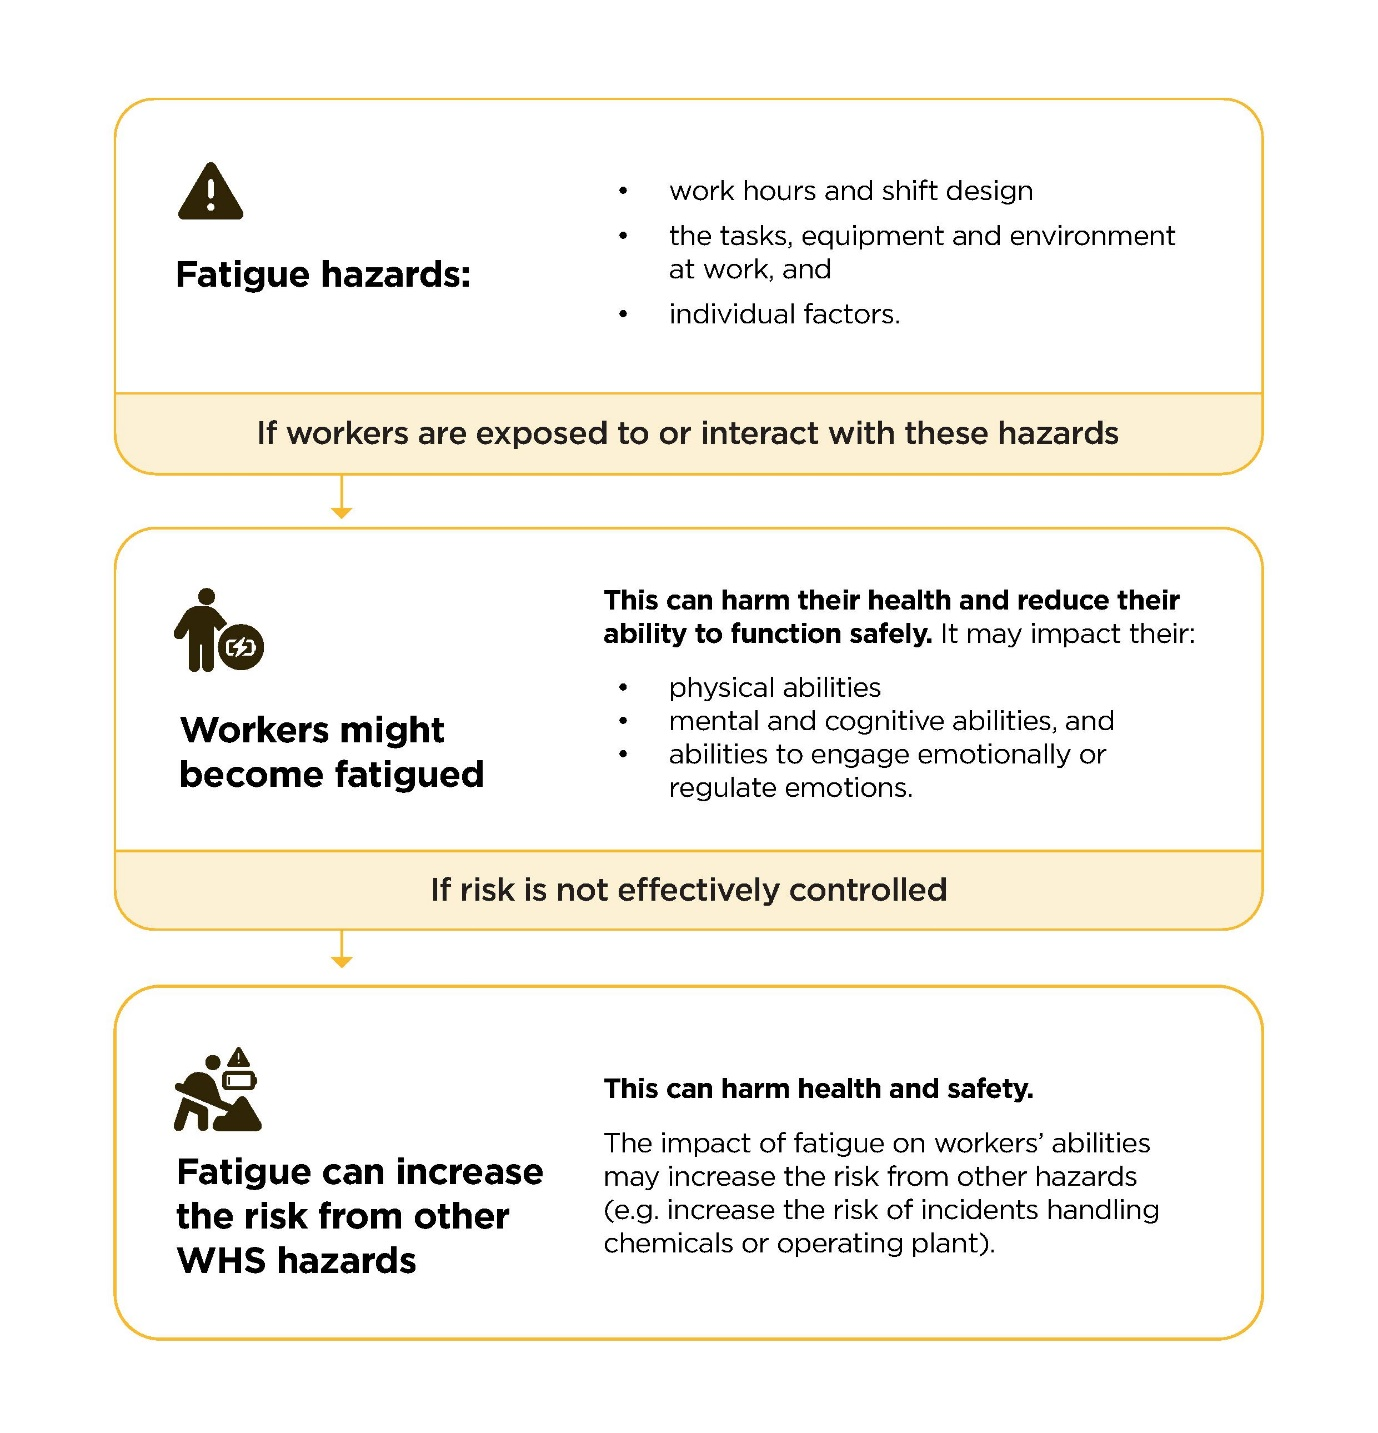 Fatigue hazards:
• work hours and shift design
• the tasks, equipment and environment
at work, and
• individual factors.
If workers are exposed to or interact with these hazards
Workers might
become fatigued
This can harm their health and reduce their
ability to function safely. It may impact their:
• physical abilities
• mental and cognitive abilities, and
• abilities to engage emotionally or
regulate emotions.
If risk is not effectively controlled
Fatigue can increase
the risk from other
WHS hazards
This can harm health and safety.
The impact of fatigue on workers’ abilities
may increase the risk from other hazards
(e.g. increase the risk of incidents handling
chemicals or operating plant).